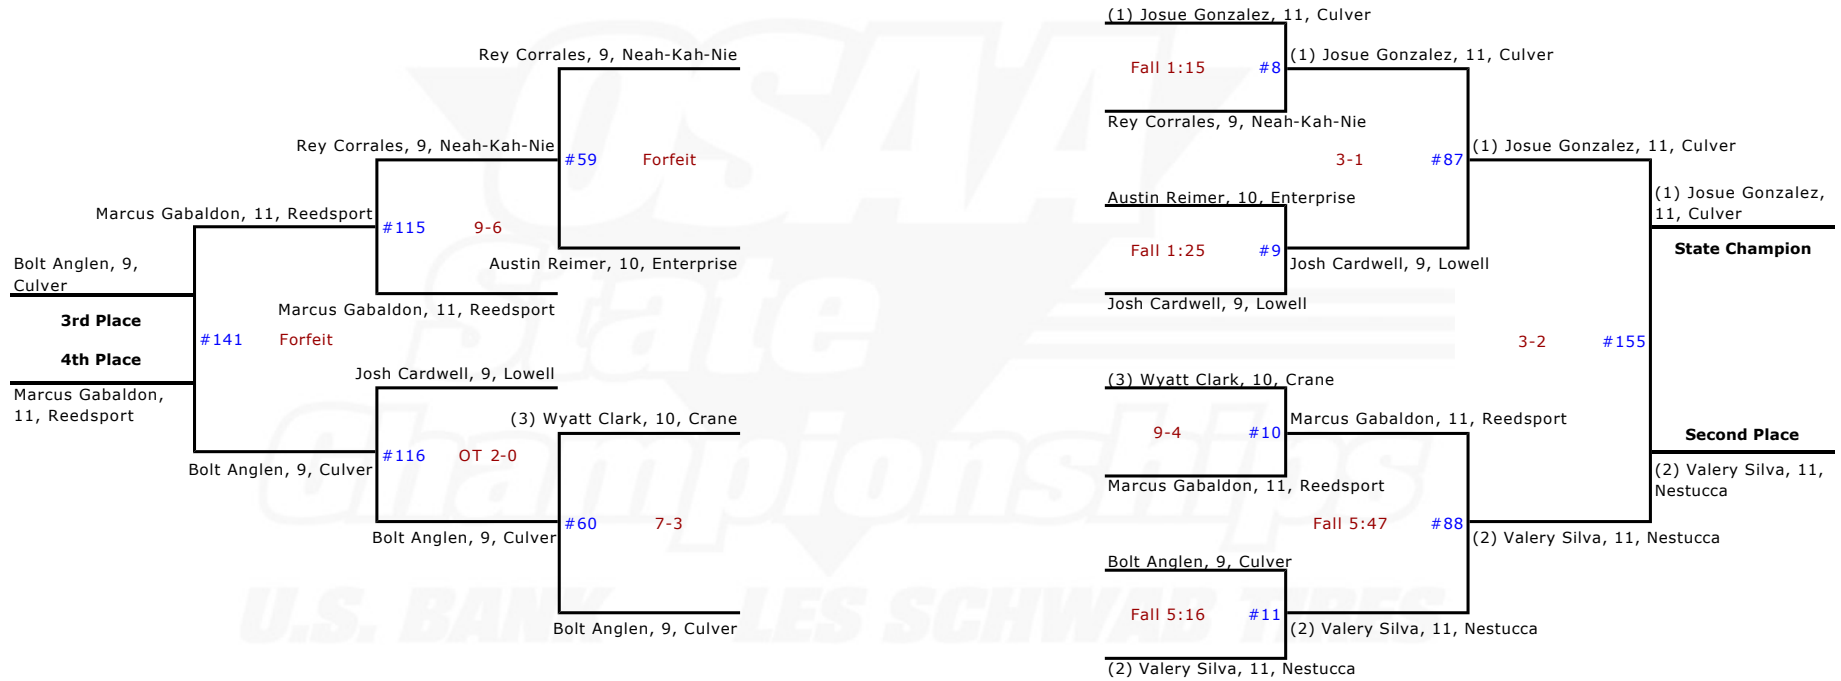 (1) Josue Gonzalez, 11, Culver
Rey Corrales, 9, Neah-Kah-Nie
(1) Josue Gonzalez, 11, Culver
Fall 1:15
#8
Rey Corrales, 9, Neah-Kah-Nie
Rey Corrales, 9, Neah-Kah-Nie
(1) Josue Gonzalez, 11, Culver
#59
Forfeit
3-1
#87
Austin Reimer, 10, Enterprise
(1) Josue Gonzalez,
11, Culver
Marcus Gabaldon, 11, Reedsport
#115
9-6
Fall 1:25
#9
State Champion
Bolt Anglen, 9,
Culver
Austin Reimer, 10, Enterprise
Josh Cardwell, 9, Lowell
Marcus Gabaldon, 11, Reedsport
Josh Cardwell, 9, Lowell
3rd Place
#141
Forfeit
3-2
#155
4th Place
Josh Cardwell, 9, Lowell
(3) Wyatt Clark, 10, Crane
Marcus Gabaldon,
11, Reedsport
(3) Wyatt Clark, 10, Crane
Marcus Gabaldon, 11, Reedsport
9-4
#10
Second Place
#116
OT 2-0
Bolt Anglen, 9, Culver
(2) Valery Silva, 11,
Nestucca
Marcus Gabaldon, 11, Reedsport
#60
7-3
Fall 5:47
#88
Bolt Anglen, 9, Culver
(2) Valery Silva, 11, Nestucca
Bolt Anglen, 9, Culver
Fall 5:16
#11
Bolt Anglen, 9, Culver
(2) Valery Silva, 11, Nestucca
(2) Valery Silva, 11, Nestucca
OSAA
State
Championships
U.S. BANK LES SCHWAB TIRES